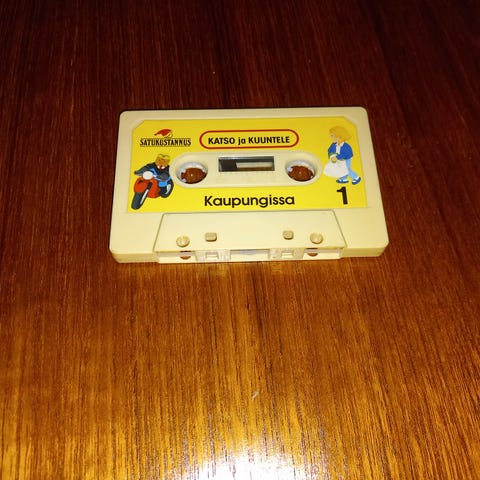 SATUKUSTANNUS
KATSO ja KUUNTELE
Kaupungissa
1